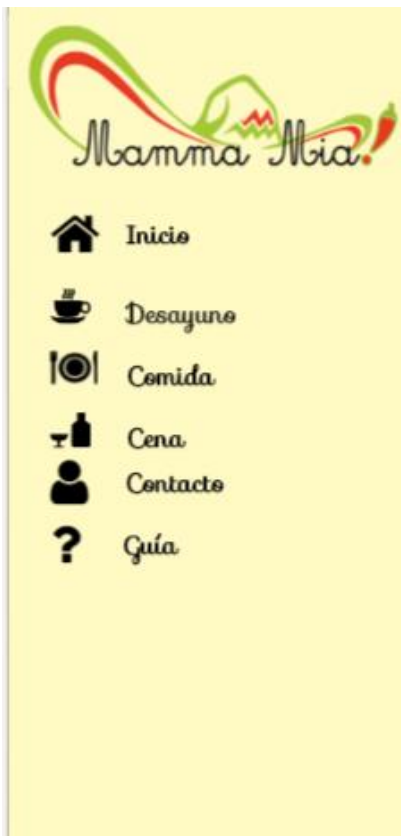 Mamma Mia!
Inicio
Desayuno
Comida
Cena
Contacto
Guía